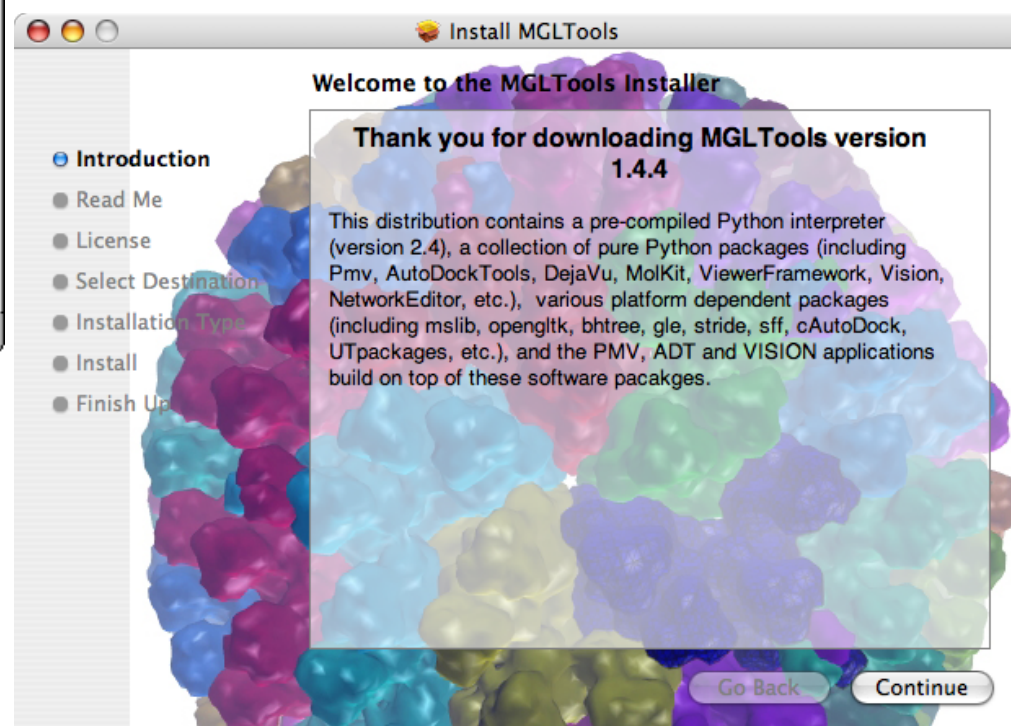 Install MGLTools
Welcome to the MGLTools Installer
Introduction
Read Me
License
Select Destination
Installation Type
Install
Finish Up
Thank you for downloading MGLTools version
1.4.4
This distribution contains a pre-compiled Python interpreter
(version 2.4), a collection of pure Python packages (including
Pmv, AutoDockTools, DejaVu, MolKit, ViewerFramework, Vision,
NetworkEditor, etc.), various platform dependent packages
(including mslib, opengltk, bhtree, gle, stride, sff, cAutoDock,
UTpackages, etc.), and the PMV, ADT and VISION applications
build on top of these software pacakges.
Go Back
Continue